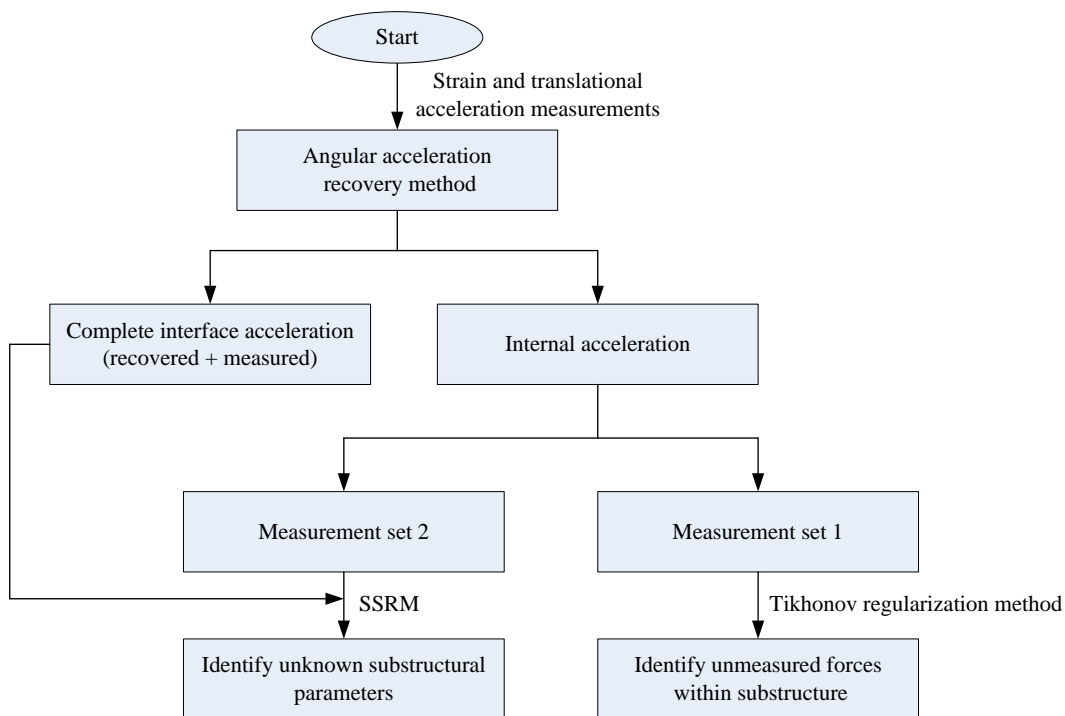 Start
Strain and translational
acceleration measurements
Angular acceleration
recovery method
Complete interface acceleration
(recovered + measured)
Internal acceleration
Measurement set 2
Measurement set 1
SSRM
Tikhonov regularization method
Identify unknown substructural
parameters
Identify unmeasured forces
within substructure